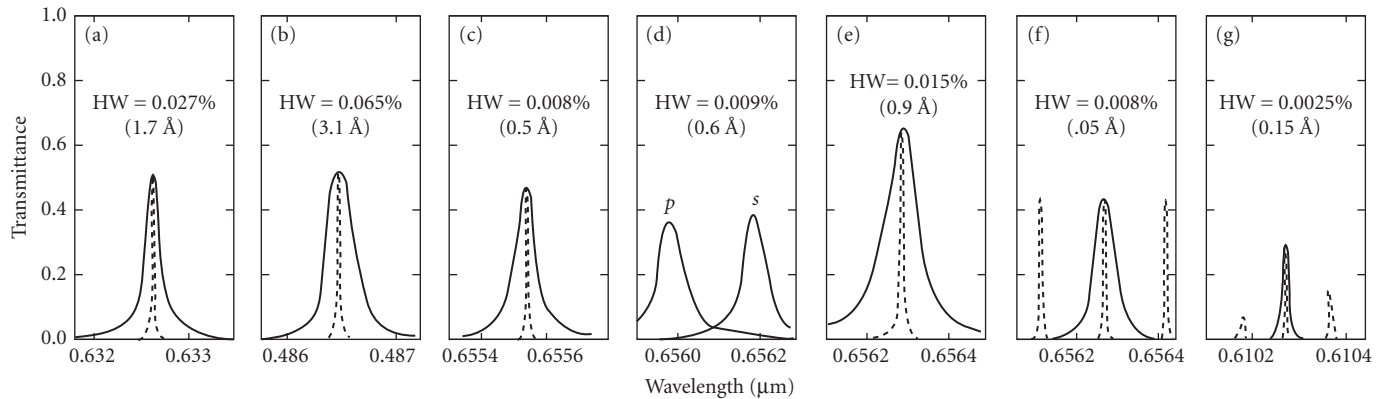 Transmittance
1.0
0.8
0.6
0.4
0.2
0.0
(a)
HW = 0.027%
(1.7 Å)
0.632 0.633
(b)
HW = 0.065%
(3.1 Å)
0.486 0.487
(c)
HW = 0.008%
(0.5 Å)
0.6554 0.6556
(d)
HW = 0.009%
(0.6 Å)
p s
0.6560 0.6562
(e)
HW= 0.015%
(0.9 Å)
0.6562 0.6564
(f)
HW = 0.008%
(.05 Å)
0.6562 0.6564
(g)
HW = 0.0025%
(0.15 Å)
0.6102 0.6104
Wavelength (μm)